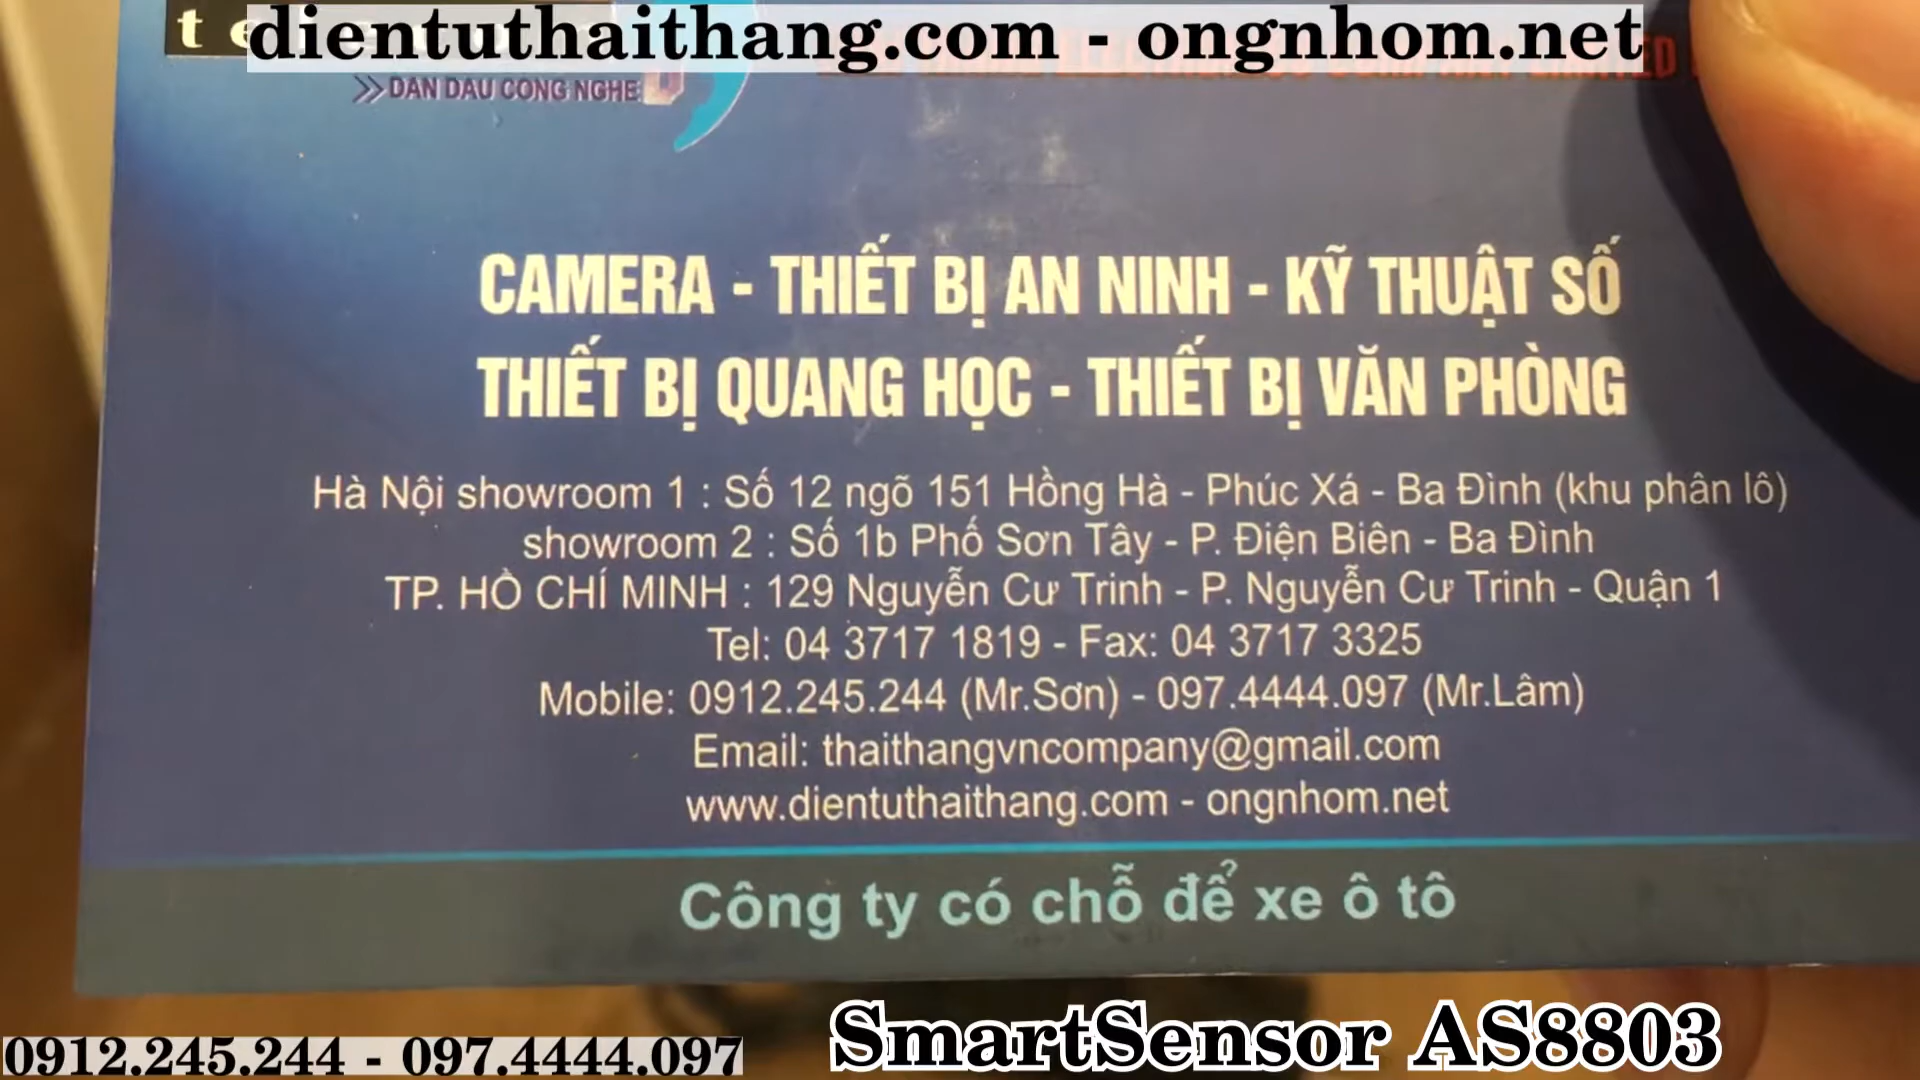 dientuthaithang.com - ongnhom.net
DAN DAU CONG NGHE
CAMERA - THIẾT BỊ AN NINH - KỸ THUẬT SỐ
THIẾT BỊ QUANG HỌC - THIẾT BỊ VĂN PHÒNG
Hà Nội showroom 1 : Số 12 ngõ 151 Hồng Hà - Phúc Xá - Ba Đình (khu phân lô)
showroom 2 : Số 1b Phố Sơn Tây - P. Điện Biên - Ba Đình
TP. HỒ CHÍ MINH : 129 Nguyễn Cư Trinh - P. Nguyễn Cư Trinh - Quận 1
Tel: 04 3717 1819 - Fax: 04 3717 3325
Mobile: 0912.245.244 (Mr.Sơn) - 097.4444.097 (Mr.Lâm)
Email: thaithangvncompany@gmail.com
www.dientuthaithang.com - ongnhom.net
Công ty có chỗ để xe ô tô
SmartSensor AS8803
0912.245.244 - 097.4444.097